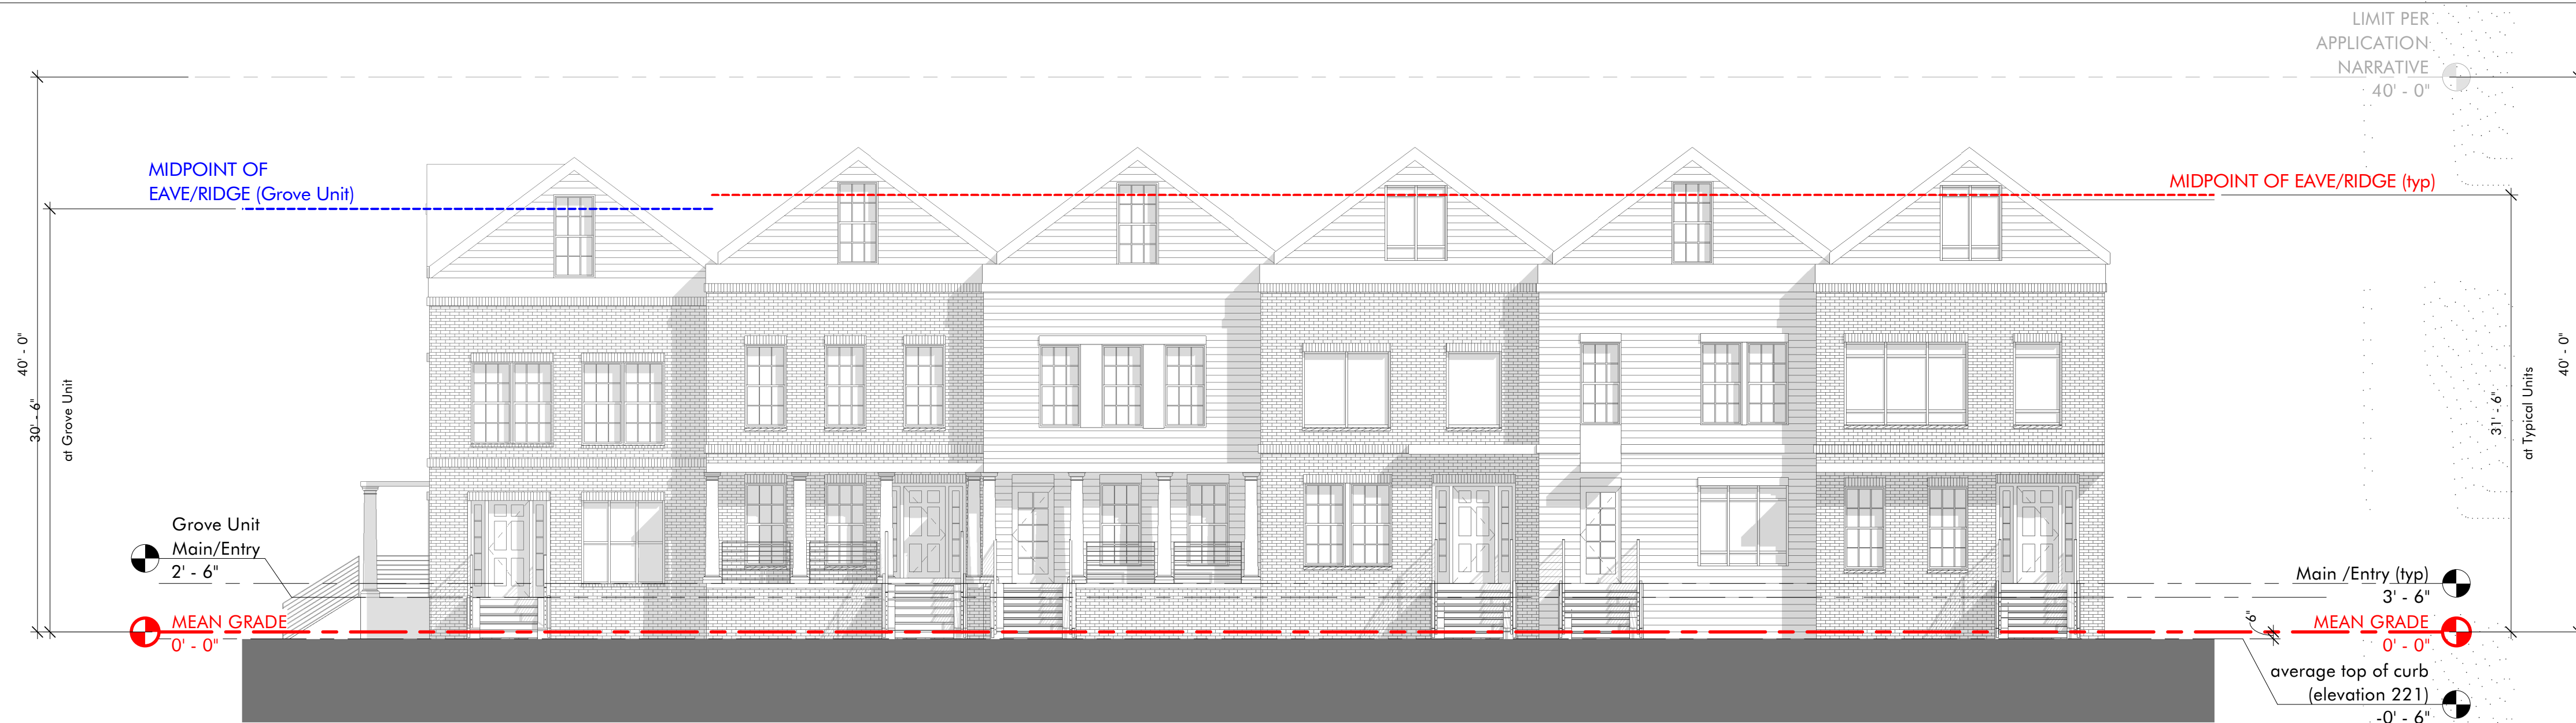 LIMIT PER
APPLICATION
NARRATIVE
40' - 0"
MIDPOINT OF
EAVE/RIDGE (Grove Unit)
MIDPOINT OF EAVE/RIDGE (typ)
40' - 0"
30' - 6"
at Grove Unit
31' - 6"
at Typical Units
40' - 0"
Grove Unit
Main/Entry
2' - 6"
MEAN GRADE
0' - 0"
Main /Entry (typ)
3' - 6"
6"
MEAN GRADE
0' - 0"
average top of curb
(elevation 221)
-0' - 6"